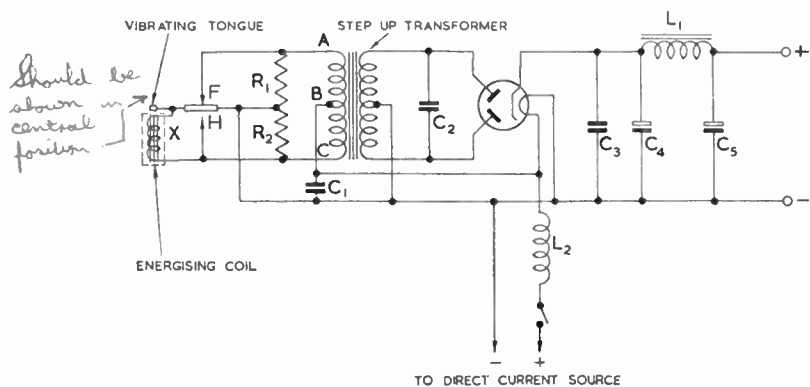 VIBRATING TONGUE
STEP UP TRANSFORMER
L1
Should be
shown in
central
position
A
F
R1
B
H
X
R2
C
C1
C2
C3
C4
C5
+
−
L2
ENERGISING COIL
− +
TO DIRECT CURRENT SOURCE